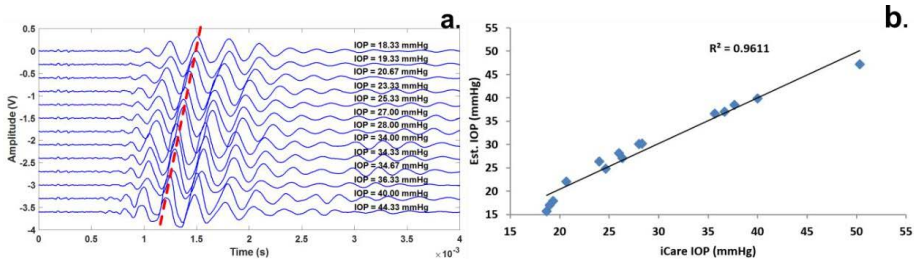 a.
0.5
0
-0.5
-1
-1.5
-2
-2.5
-3
-3.5
-4
Amplitude (V)
IOP = 18.33 mmHg
IOP = 19.33 mmHg
IOP = 20.67 mmHg
IOP = 23.33 mmHg
IOP = 25.33 mmHg
IOP = 27.00 mmHg
IOP = 28.00 mmHg
IOP = 34.00 mmHg
IOP = 34.33 mmHg
IOP = 34.67 mmHg
IOP = 36.33 mmHg
IOP = 40.00 mmHg
IOP = 44.33 mmHg
0 0.5 1 1.5 2 2.5 3 3.5 4
Time (s)
×10⁻³
b.
R² = 0.9611
50
45
40
35
30
25
20
15
Est. IOP (mmHg)
15 20 25 30 35 40 45 50 55
iCare IOP (mmHg)